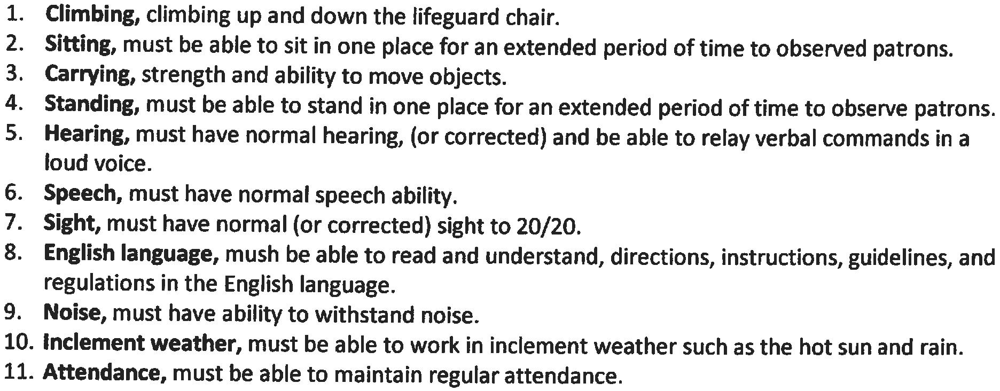 1. Climbing, climbing up and down the lifeguard chair.
2. Sitting, must be able to sit in one place for an extended period of time to observed patrons.
3. Carrying, strength and ability to move objects.
4. Standing, must be able to stand in one place for an extended period of time to observe patrons.
5. Hearing, must have normal hearing, (or corrected) and be able to relay verbal commands in a
loud voice.
6. Speech, must have normal speech ability.
7. Sight, must have normal (or corrected) sight to 20/20.
8. English language, mush be able to read and understand, directions, instructions, guidelines, and
regulations in the English language.
9. Noise, must have ability to withstand noise.
10. Inclement weather, must be able to work in inclement weather such as the hot sun and rain.
11. Attendance, must be able to maintain regular attendance.